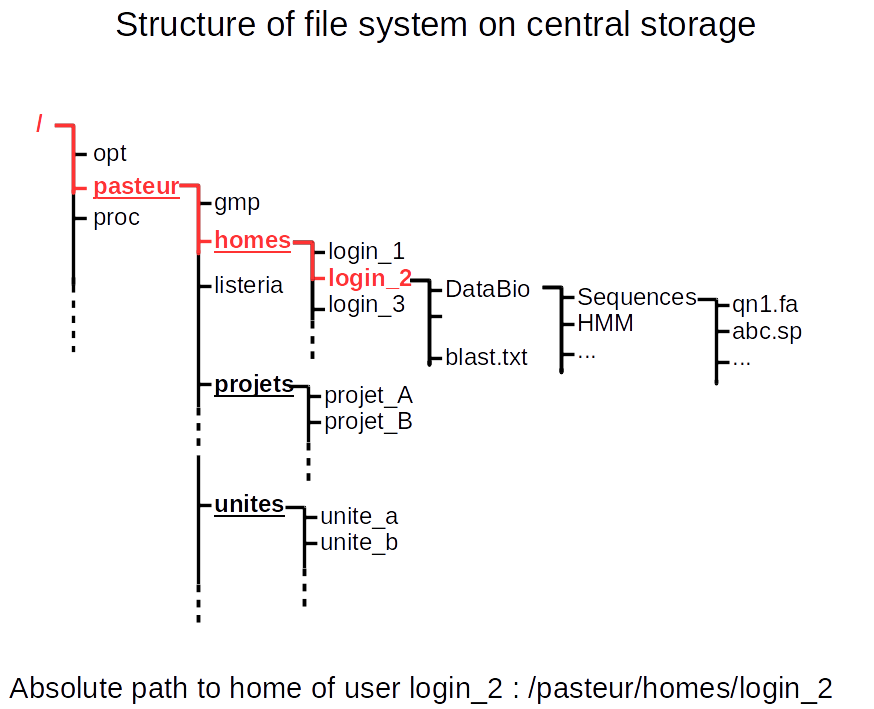 Structure of file system on central storage
/
opt
pasteur
proc
gmp
homes
listeria
projets
unites
login_1
login_2
login_3
projet_A
projet_B
unite_a
unite_b
DataBio
blast.txt
Sequences
HMM
...
qn1.fa
abc.sp
...
Absolute path to home of user login_2 : /pasteur/homes/login_2